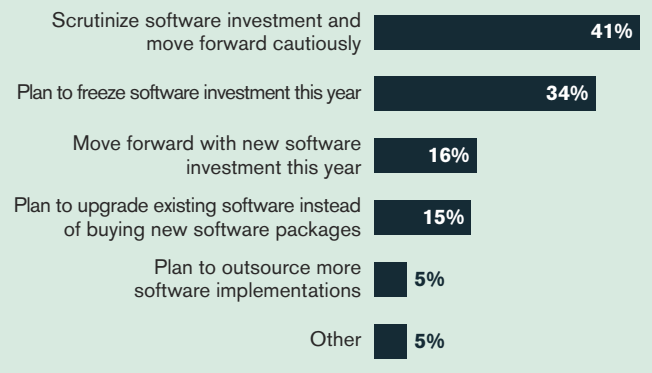 Scrutinize software investment and
move forward cautiously
41%
Plan to freeze software investment this year
34%
Move forward with new software
investment this year
16%
Plan to upgrade existing software instead
of buying new software packages
15%
Plan to outsource more
software implementations
5%
Other
5%